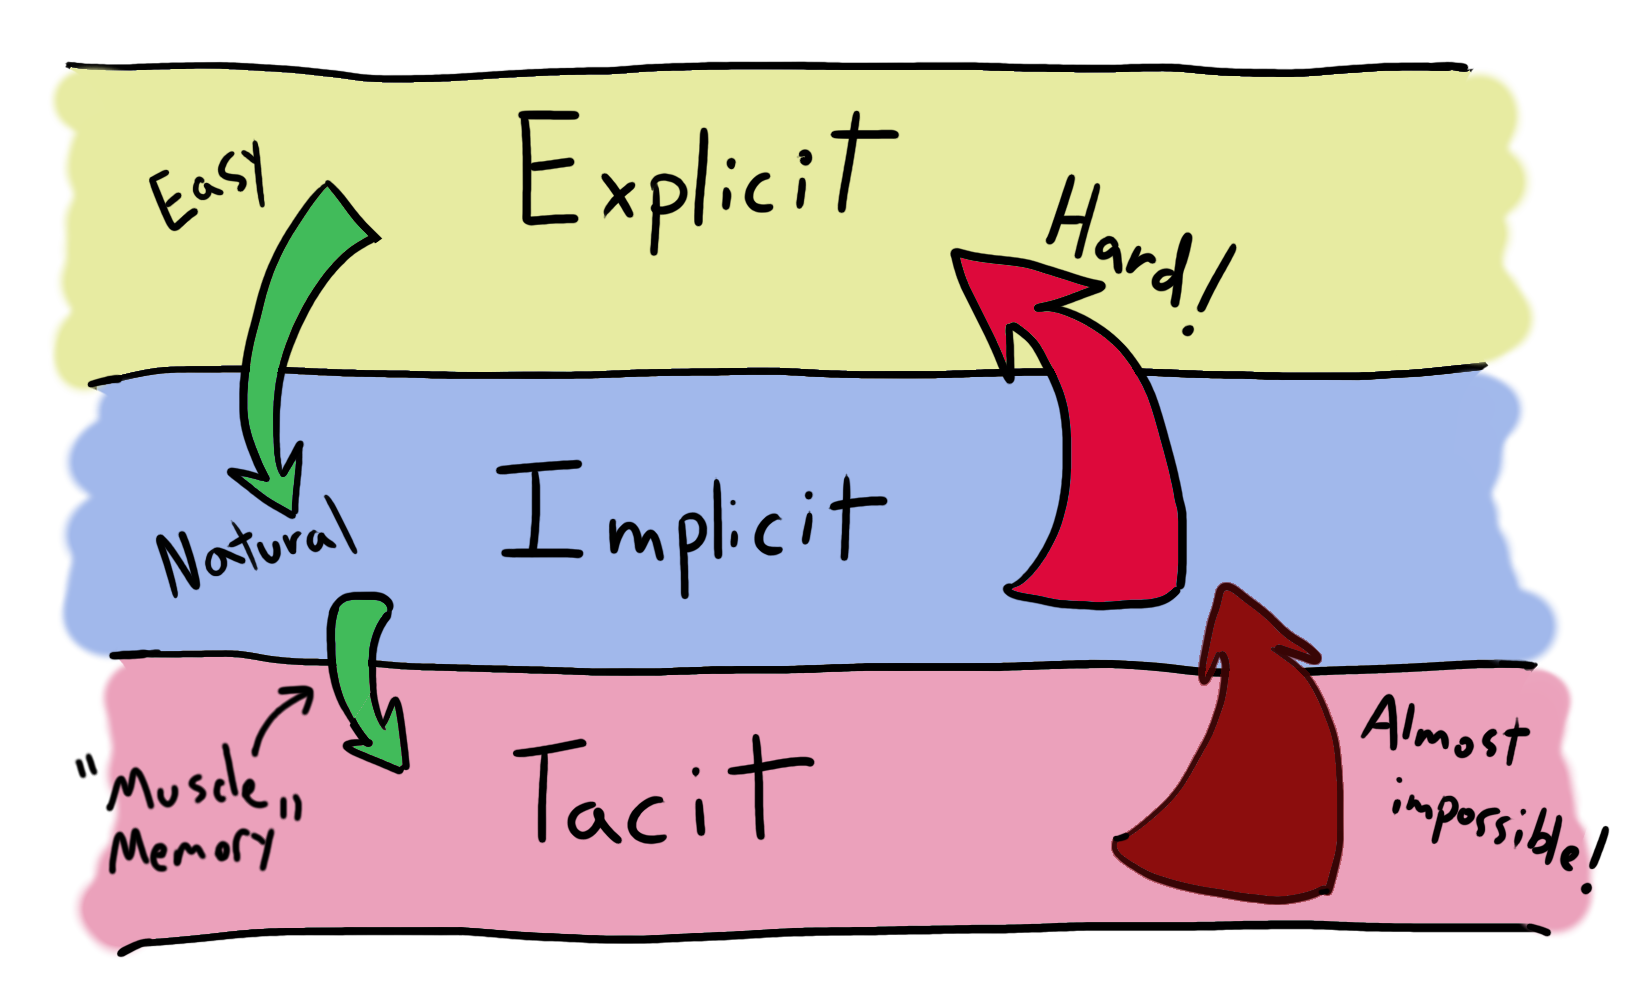 Easy
Explicit
Hard!
Natural
Implicit
"Muscle
Memory"
Tacit
Almost
impossible!